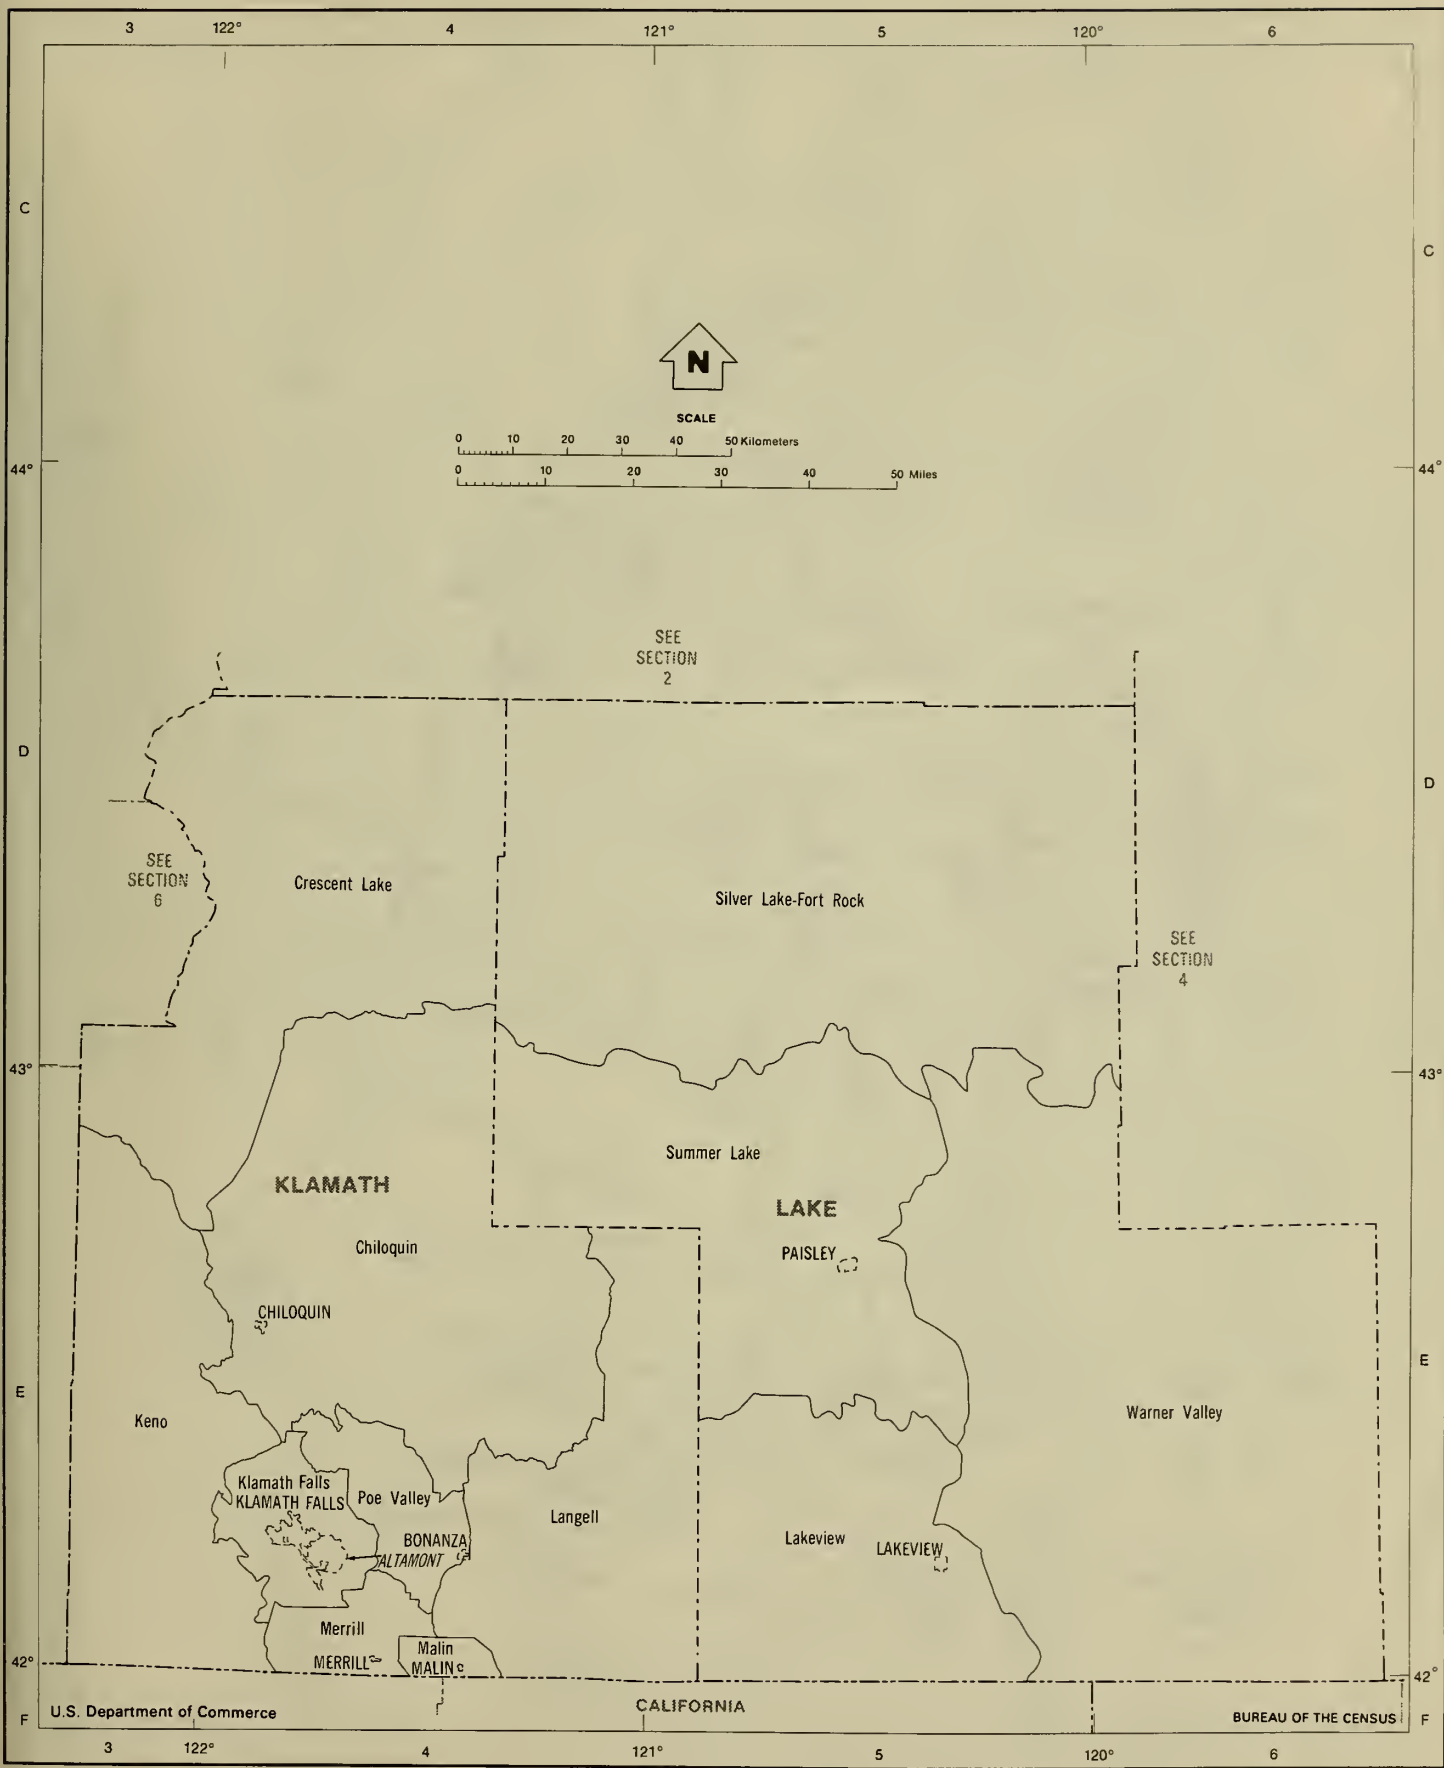 3 122° 4 121° 5 120° 6
C
C
N
SCALE
0 10 20 30 40 50 Kilometers
44° 44°
0 10 20 30 40 50 Miles
SEE
SECTION
2
D
D
SEE
SECTION
6
Crescent Lake
Silver Lake-Fort Rock
SEE
SECTION
4
43° 43°
Summer Lake
KLAMATH
LAKE
Chiloquin
PAISLEY
CHILOQUIN
E
E
Keno
Warner Valley
Klamath Falls
KLAMATH FALLS
Poe Valley
Langell
BONANZA
ALTAMONT
Lakeview
LAKEVIEW
Merrill
MERRILL
Malin
MALIN
42° 42°
CALIFORNIA
U.S. Department of Commerce
BUREAU OF THE CENSUS
F F
3 122° 4 121° 5 120° 6